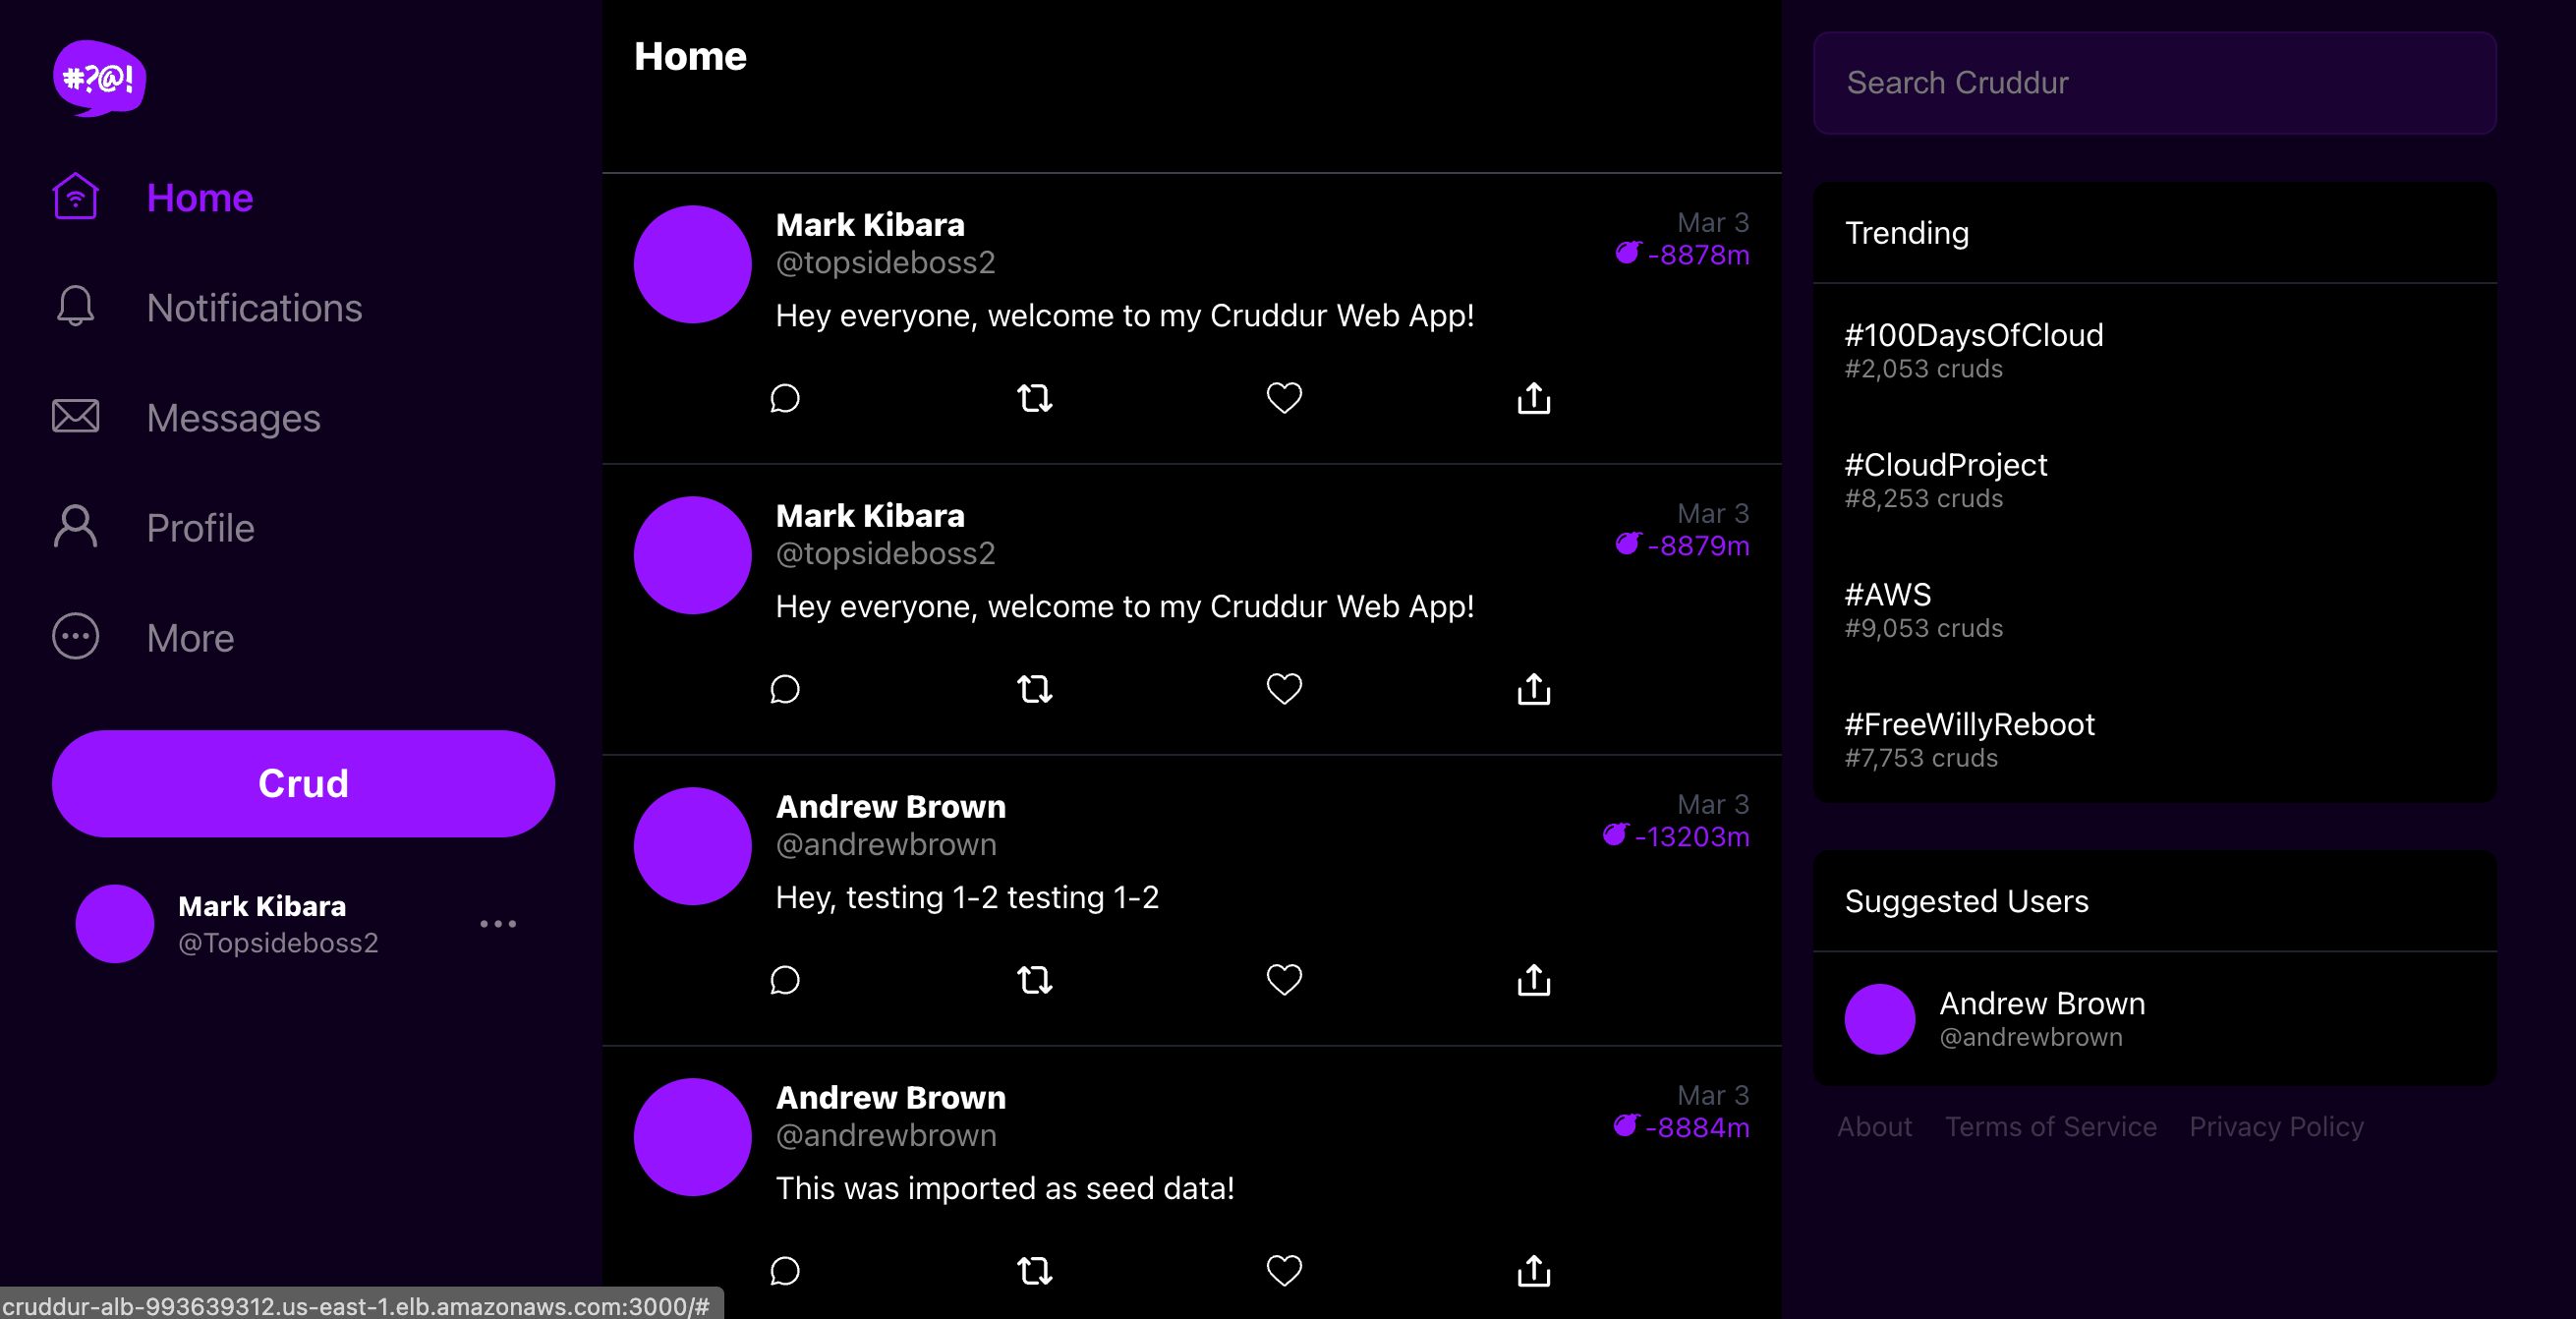 #?@!
Home
Notifications
Messages
Profile
More
Crud
Mark Kibara
@Topsideboss2
Home
Mark Kibara
@topsideboss2
Mar 3
-8878m
Hey everyone, welcome to my Cruddur Web App!
Mark Kibara
@topsideboss2
Mar 3
-8879m
Hey everyone, welcome to my Cruddur Web App!
Andrew Brown
@andrewbrown
Mar 3
-13203m
Hey, testing 1-2 testing 1-2
Andrew Brown
@andrewbrown
Mar 3
-8884m
This was imported as seed data!
Search Cruddur
Trending
#100DaysOfCloud
#2,053 cruds
#CloudProject
#8,253 cruds
#AWS
#9,053 cruds
#FreeWillyReboot
#7,753 cruds
Suggested Users
Andrew Brown
@andrewbrown
About Terms of Service Privacy Policy
cruddur-alb-993639312.us-east-1.elb.amazonaws.com:3000/#